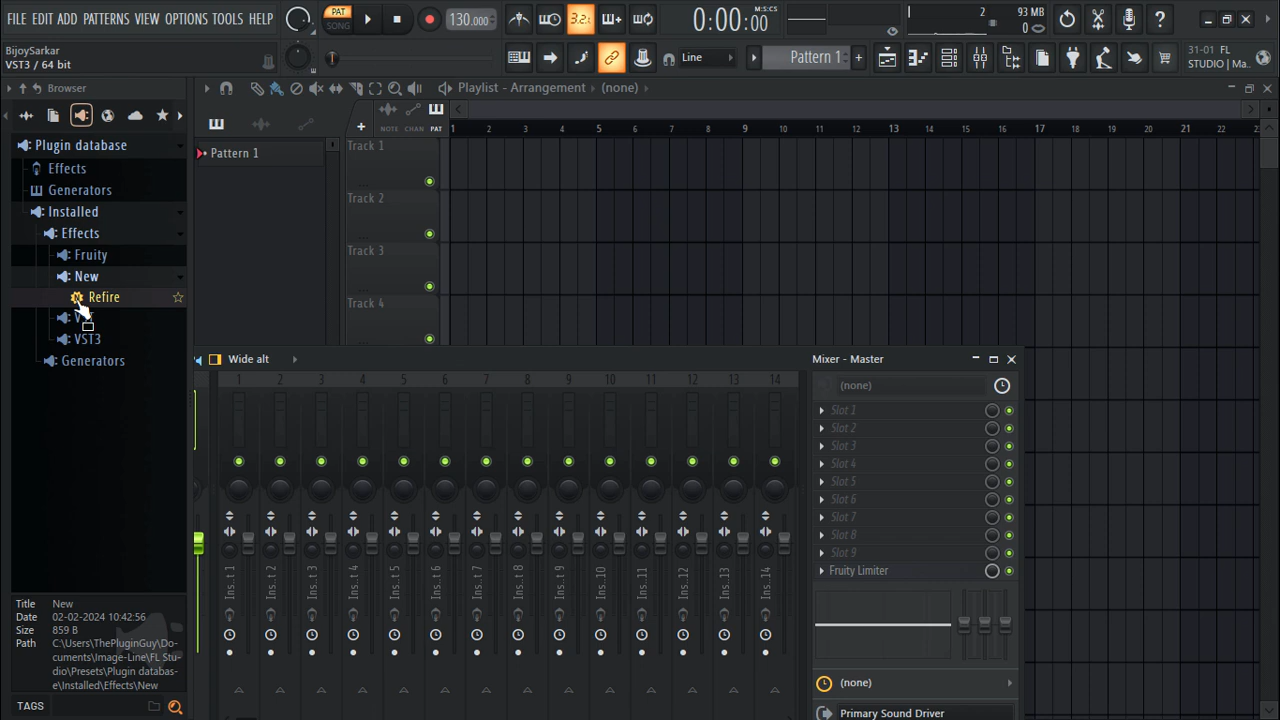 FILE EDIT ADD PATTERNS VIEW OPTIONS TOOLS HELP
PAT
SONG
130.000
3.2.
0:00:00
M:S:CS
2
93 MB
0
BijoySarkar
VST3 / 64 bit
Line
Pattern 1
31-01 FL
STUDIO | Ma..
Browser
Playlist - Arrangement
(none)
NOTE CHAN PAT
1 2 3 4 5 6 7 8 9 10 11 12 13 14 15 16 17 18 19 20 21 22
Plugin database
Effects
Generators
Installed
Effects
Fruity
New
Refire
VST3
Generators
Pattern 1
Track 1
Track 2
Track 3
Track 4
Wide alt
1 2 3 4 5 6 7 8 9 10 11 12 13 14
Ins.t 1 Ins.t 2 Ins.t 3 Ins.t 4 Ins.t 5 Ins.t 6 Ins.t 7 Ins.t 8 Ins.t 9 Ins.10 Ins.11 Ins.12 Ins.13 Ins.14
Mixer - Master
(none)
Slot 1
Slot 2
Slot 3
Slot 4
Slot 5
Slot 6
Slot 7
Slot 8
Slot 9
Fruity Limiter
(none)
Primary Sound Driver
Title New
Date 02-02-2024 10:42:56
Size 859 B
Path C:\Users\ThePluginGuy\Do-
cuments\Image-Line\FL Stu-
dio\Presets\Plugin databas-
e\Installed\Effects\New
TAGS